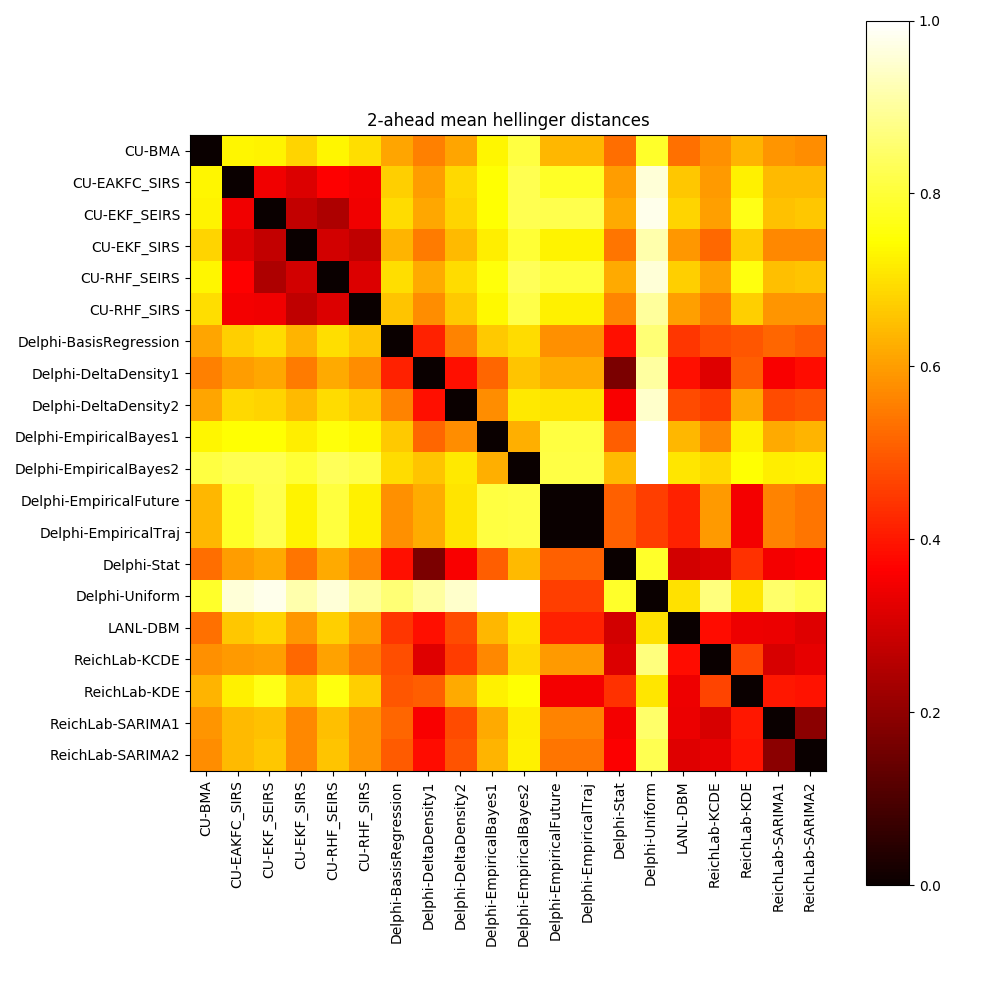 2-ahead mean hellinger distances
CU-BMA
CU-EAKFC_SIRS
CU-EKF_SEIRS
CU-EKF_SIRS
CU-RHF_SEIRS
CU-RHF_SIRS
Delphi-BasisRegression
Delphi-DeltaDensity1
Delphi-DeltaDensity2
Delphi-EmpiricalBayes1
Delphi-EmpiricalBayes2
Delphi-EmpiricalFuture
Delphi-EmpiricalTraj
Delphi-Stat
Delphi-Uniform
LANL-DBM
ReichLab-KCDE
ReichLab-KDE
ReichLab-SARIMA1
ReichLab-SARIMA2
CU-BMA
CU-EAKFC_SIRS
CU-EKF_SEIRS
CU-EKF_SIRS
CU-RHF_SEIRS
CU-RHF_SIRS
Delphi-BasisRegression
Delphi-DeltaDensity1
Delphi-DeltaDensity2
Delphi-EmpiricalBayes1
Delphi-EmpiricalBayes2
Delphi-EmpiricalFuture
Delphi-EmpiricalTraj
Delphi-Stat
Delphi-Uniform
LANL-DBM
ReichLab-KCDE
ReichLab-KDE
ReichLab-SARIMA1
ReichLab-SARIMA2
1.0
0.8
0.6
0.4
0.2
0.0